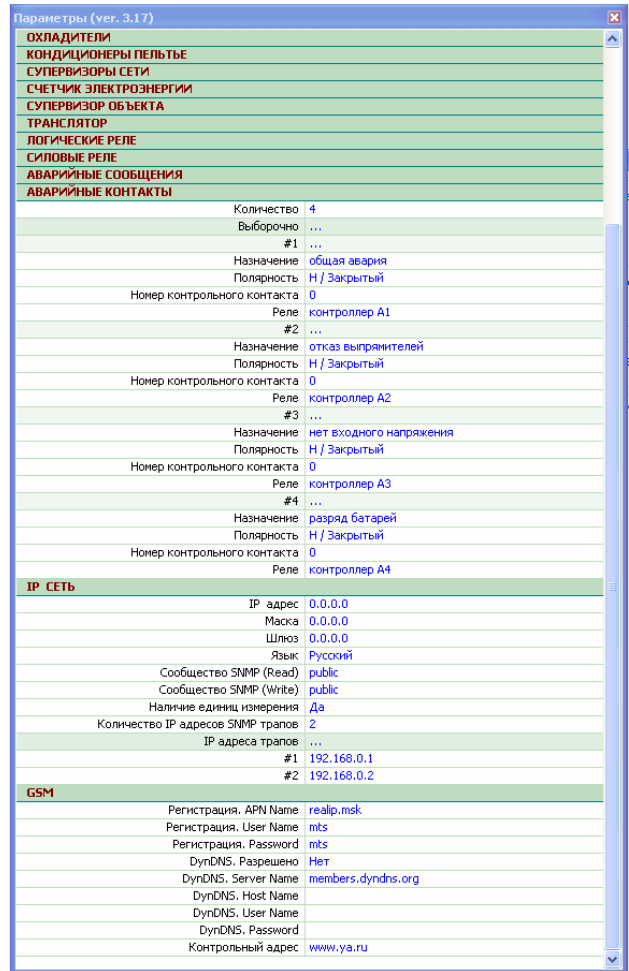 Параметры (ver. 3.17)
ОХЛАДИТЕЛИ
КОНДИЦИОНЕРЫ ПЕЛЬТЬЕ
СУПЕРВИЗОРЫ СЕТИ
СЧЕТЧИК ЭЛЕКТРОЭНЕРГИИ
СУПЕРВИЗОР ОБЪЕКТА
ТРАНСЛЯТОР
ЛОГИЧЕСКИЕ РЕЛЕ
СИЛОВЫЕ РЕЛЕ
АВАРИЙНЫЕ СООБЩЕНИЯ
АВАРИЙНЫЕ КОНТАКТЫ
Количество 4
Выборочно ...
#1 ...
Назначение общая авария
Полярность Н / Закрытый
Номер контрольного контакта 0
Реле контроллер А1
#2 ...
Назначение отказ выпрямителей
Полярность Н / Закрытый
Номер контрольного контакта 0
Реле контроллер А2
#3 ...
Назначение нет входного напряжения
Полярность Н / Закрытый
Номер контрольного контакта 0
Реле контроллер А3
#4 ...
Назначение разряд батарей
Полярность Н / Закрытый
Номер контрольного контакта 0
Реле контроллер А4
IP СЕТЬ
IP адрес 0.0.0.0
Маска 0.0.0.0
Шлюз 0.0.0.0
Язык Русский
Сообщество SNMP (Read) public
Сообщество SNMP (Write) public
Наличие единиц измерения Да
Количество IP адресов SNMP трапов 2
IP адреса трапов ...
#1 192.168.0.1
#2 192.168.0.2
GSM
Регистрация. APN Name realip.msk
Регистрация. User Name mts
Регистрация. Password mts
DynDNS. Разрешено Нет
DynDNS. Server Name members.dyndns.org
DynDNS. Host Name
DynDNS. User Name
DynDNS. Password
Контрольный адрес www.ya.ru